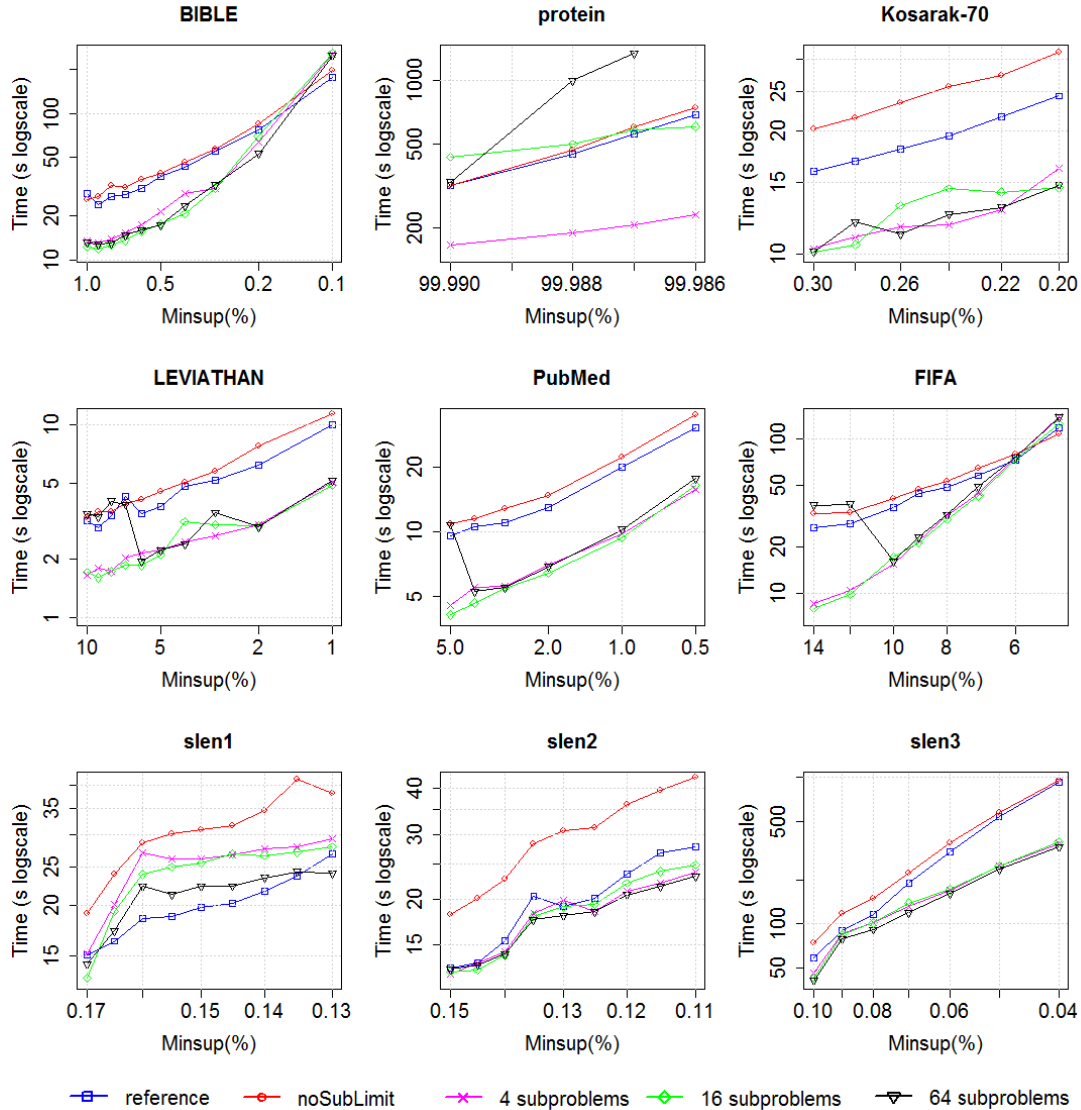 BIBLE
Time (s logscale)
10 20 50 100
1.0 0.5 0.2 0.1
Minsup(%)
protein
Time (s logscale)
200 500 1000
99.990 99.988 99.986
Minsup(%)
Kosarak-70
Time (s logscale)
10 15 20 25
0.30 0.26 0.22 0.20
Minsup(%)
LEVIATHAN
Time (s logscale)
1 2 5 10
10 5 2 1
Minsup(%)
PubMed
Time (s logscale)
5 10 20
5.0 2.0 1.0 0.5
Minsup(%)
FIFA
Time (s logscale)
10 20 50 100
14 10 8 6
Minsup(%)
slen1
Time (s logscale)
15 20 25 35
0.17 0.15 0.14 0.13
Minsup(%)
slen2
Time (s logscale)
15 20 30 40
0.15 0.13 0.12 0.11
Minsup(%)
slen3
Time (s logscale)
50 100 500
0.10 0.08 0.06 0.04
Minsup(%)
reference noSubLimit 4 subproblems 16 subproblems 64 subproblems